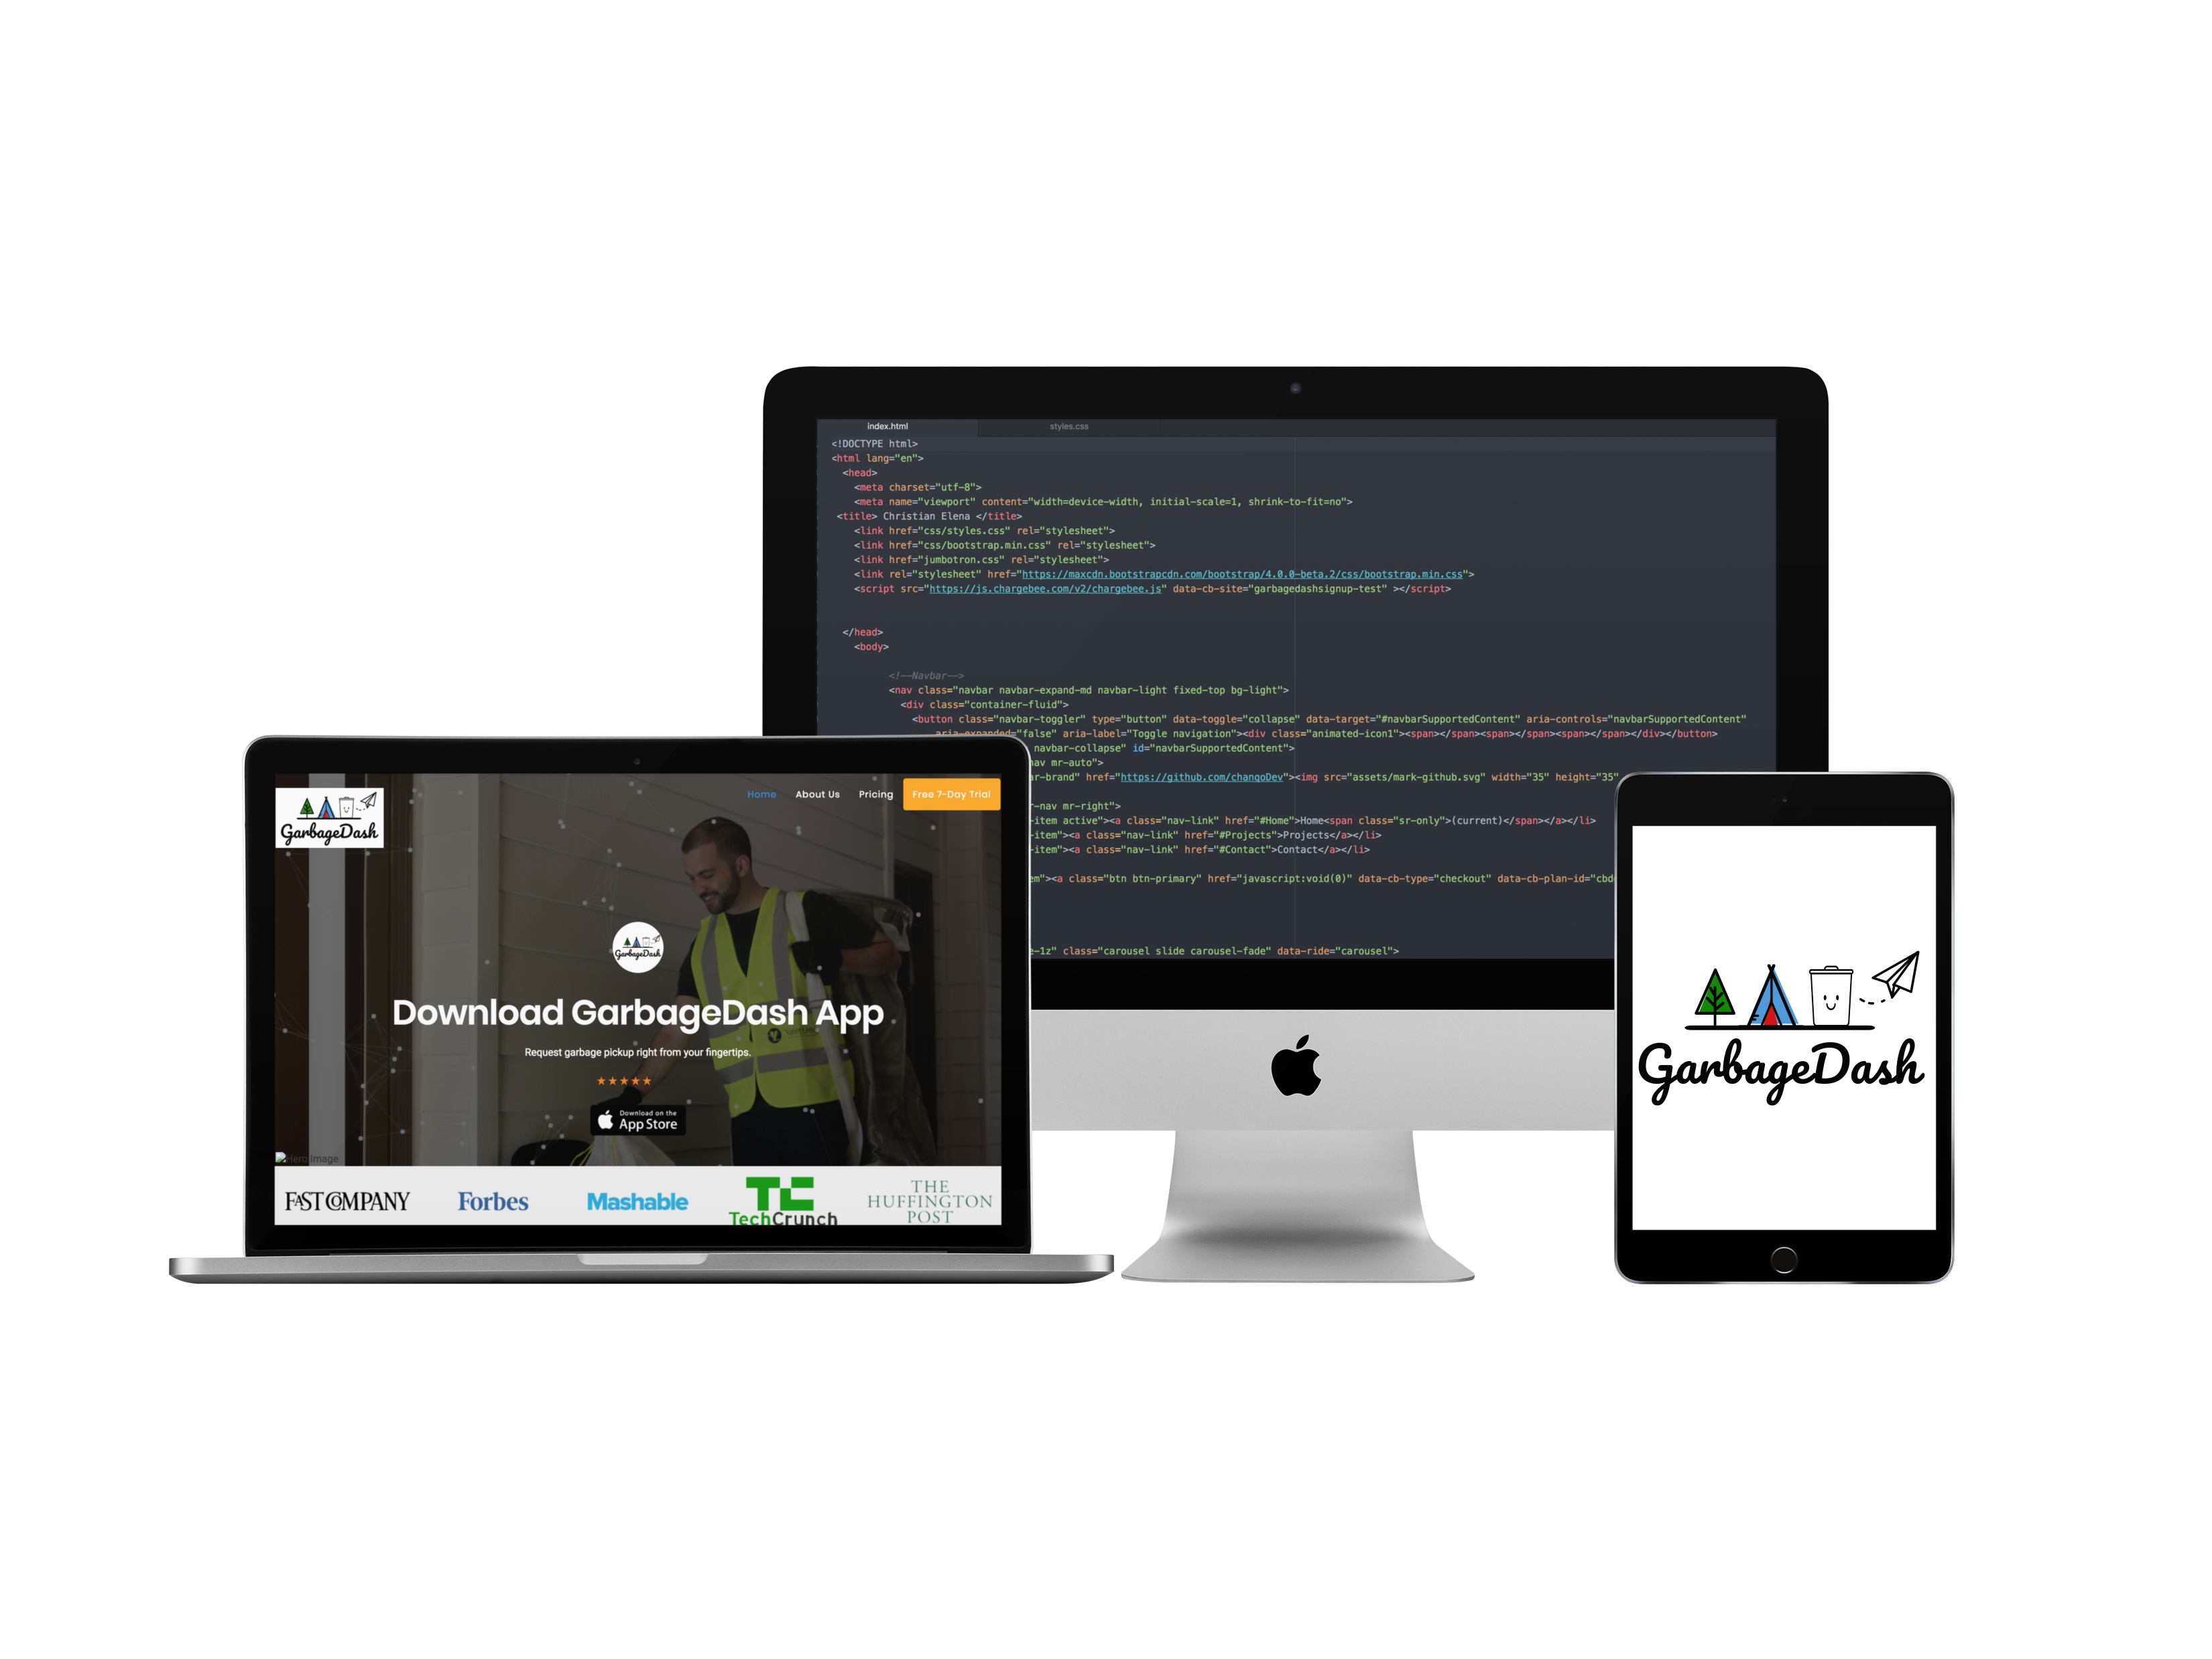 index.html styles.css
<!DOCTYPE html>
<html lang="en">
<head>
<meta charset="utf-8">
<meta name="viewport" content="width=device-width, initial-scale=1, shrink-to-fit=no">
<title> Christian Elena </title>
<link href="css/styles.css" rel="stylesheet">
<link href="css/bootstrap.min.css" rel="stylesheet">
<link href="jumbotron.css" rel="stylesheet">
<link rel="stylesheet" href="https://maxcdn.bootstrapcdn.com/bootstrap/4.0.0-beta.2/css/bootstrap.min.css">
<script src="https://js.chargebee.com/v2/chargebee.js" data-cb-site="garbagedashsignup-test" ></script>
</head>
<body>
<!--Navbar-->
<nav class="navbar navbar-expand-md navbar-light fixed-top bg-light">
<div class="container-fluid">
<button class="navbar-toggler" type="button" data-toggle="collapse" data-target="#navbarSupportedContent" aria-controls="navbarSupportedContent"
aria-expanded="false" aria-label="Toggle navigation"><div class="animated-icon1"><span></span><span></span><span></span></div></button>
navbar-collapse" id="navbarSupportedContent">
nav mr-auto">
ar-brand" href="https://github.com/chanqoDev"><img src="assets/mark-github.svg" width="35" height="35"
r-nav mr-right">
-item active"><a class="nav-link" href="#Home">Home<span class="sr-only">(current)</span></a></li>
-item"><a class="nav-link" href="#Projects">Projects</a></li>
-item"><a class="nav-link" href="#Contact">Contact</a></li>
em"><a class="btn btn-primary" href="javascript:void(0)" data-cb-type="checkout" data-cb-plan-id="cbd
e-1z" class="carousel slide carousel-fade" data-ride="carousel">
GarbageDash
Home About Us Pricing Free 7-Day Trial
GarbageDash
Download GarbageDash App
Request garbage pickup right from your fingertips.
Download on the
App Store
Hero Image
FAST COMPANY
Forbes
Mashable
TC
TechCrunch
THE
HUFFINGTON
POST
GarbageDash